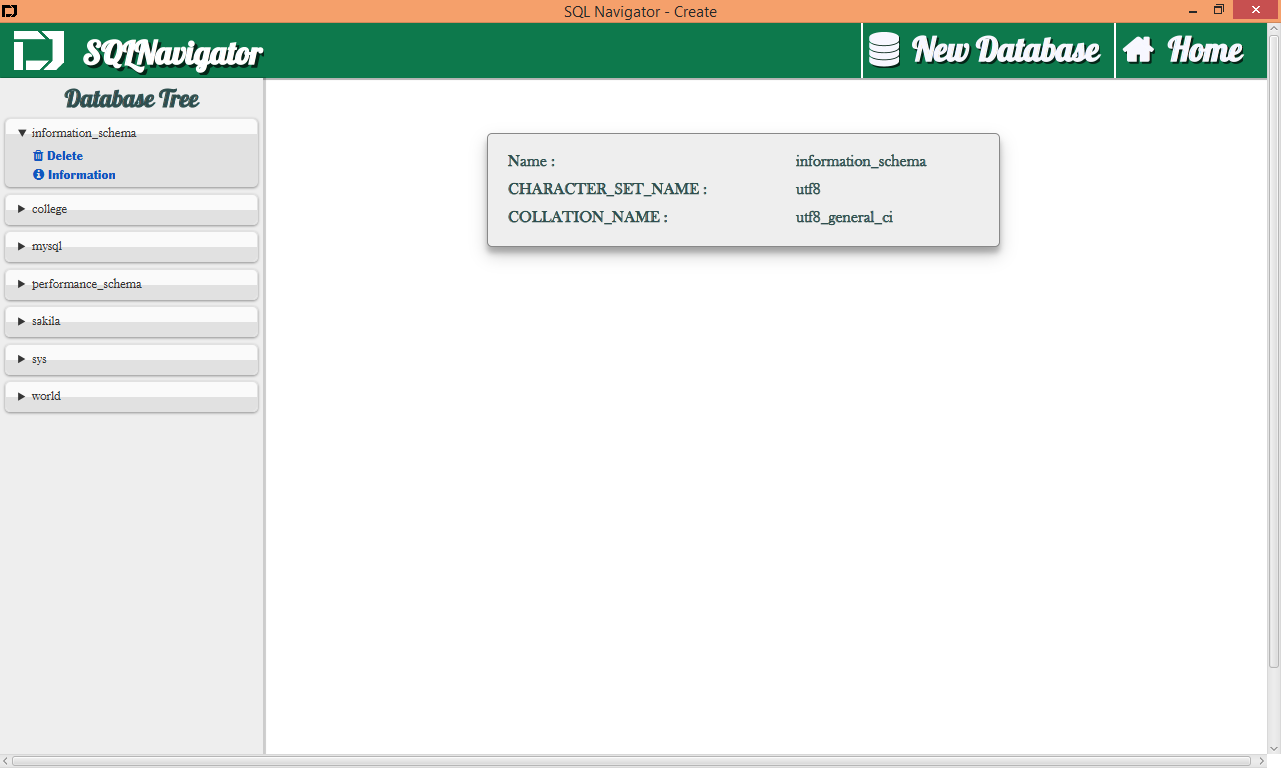 SQL Navigator - Create
SQLNavigator
New Database
Home
Database Tree
information_schema
Delete
Information
college
mysql
performance_schema
sakila
sys
world
Name : information_schema
CHARACTER_SET_NAME : utf8
COLLATION_NAME : utf8_general_ci